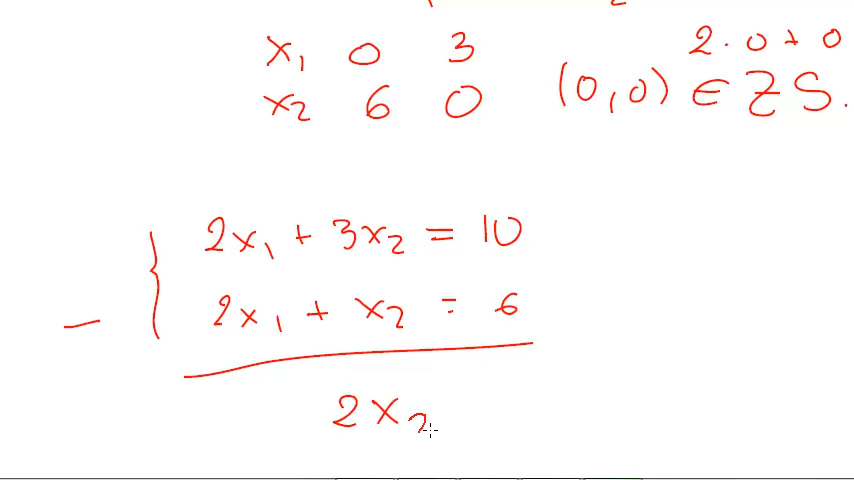 x₁ 0 3 2·0+0
x₂ 6 0 (0,0) ∈ ZS.
2x₁ + 3x₂ = 10
− { 2x₁ + x₂ = 6
2x₂